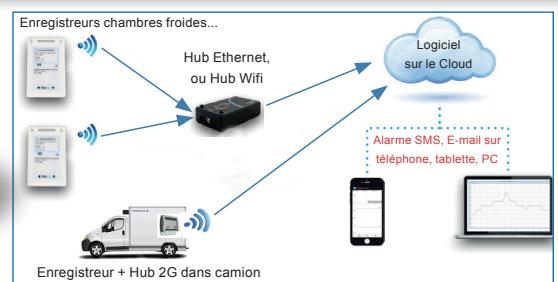 Enregistreurs chambres froides...
Hub Ethernet,
ou Hub Wifi
Logiciel
sur le Cloud
Alarme SMS, E-mail sur
téléphone, tablette, PC
Enregistreur + Hub 2G dans camion